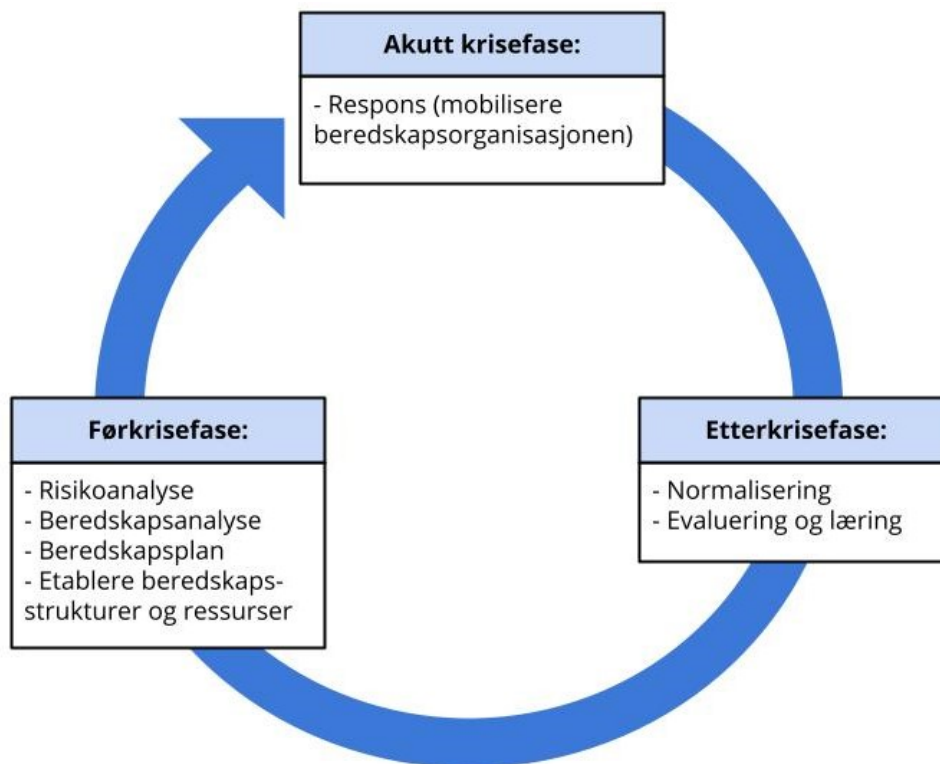 Akutt krisefase:
- Respons (mobilisere
beredskapsorganisasjonen)
Førkrisefase:
- Risikoanalyse
- Beredskapsanalyse
- Beredskapsplan
- Etablere beredskaps-
strukturer og ressurser
Etterkrisefase:
- Normalisering
- Evaluering og læring